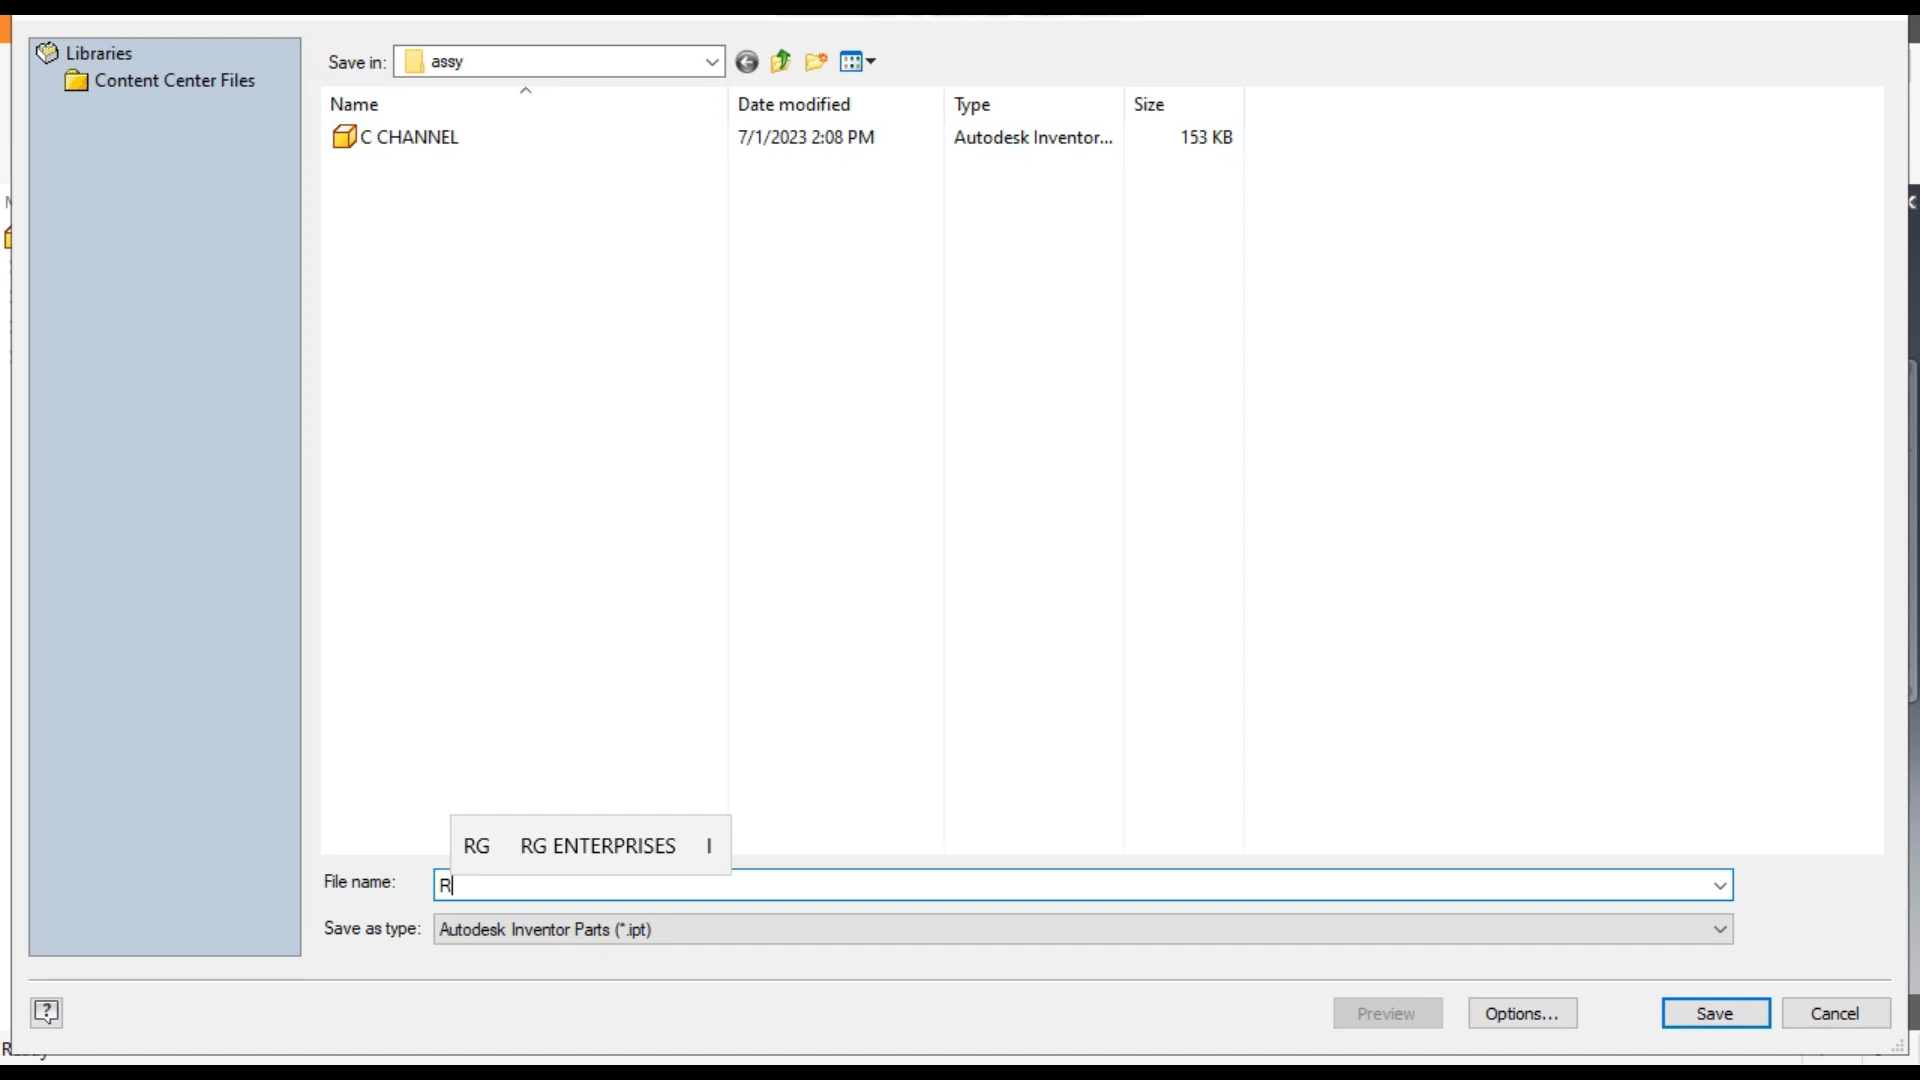 Libraries
Content Center Files
Save in: assy
Name Date modified Type Size
C CHANNEL 7/1/2023 2:08 PM Autodesk Inventor... 153 KB
RG RG ENTERPRISES I
File name: R
Save as type: Autodesk Inventor Parts (*.ipt)
Preview Options... Save Cancel